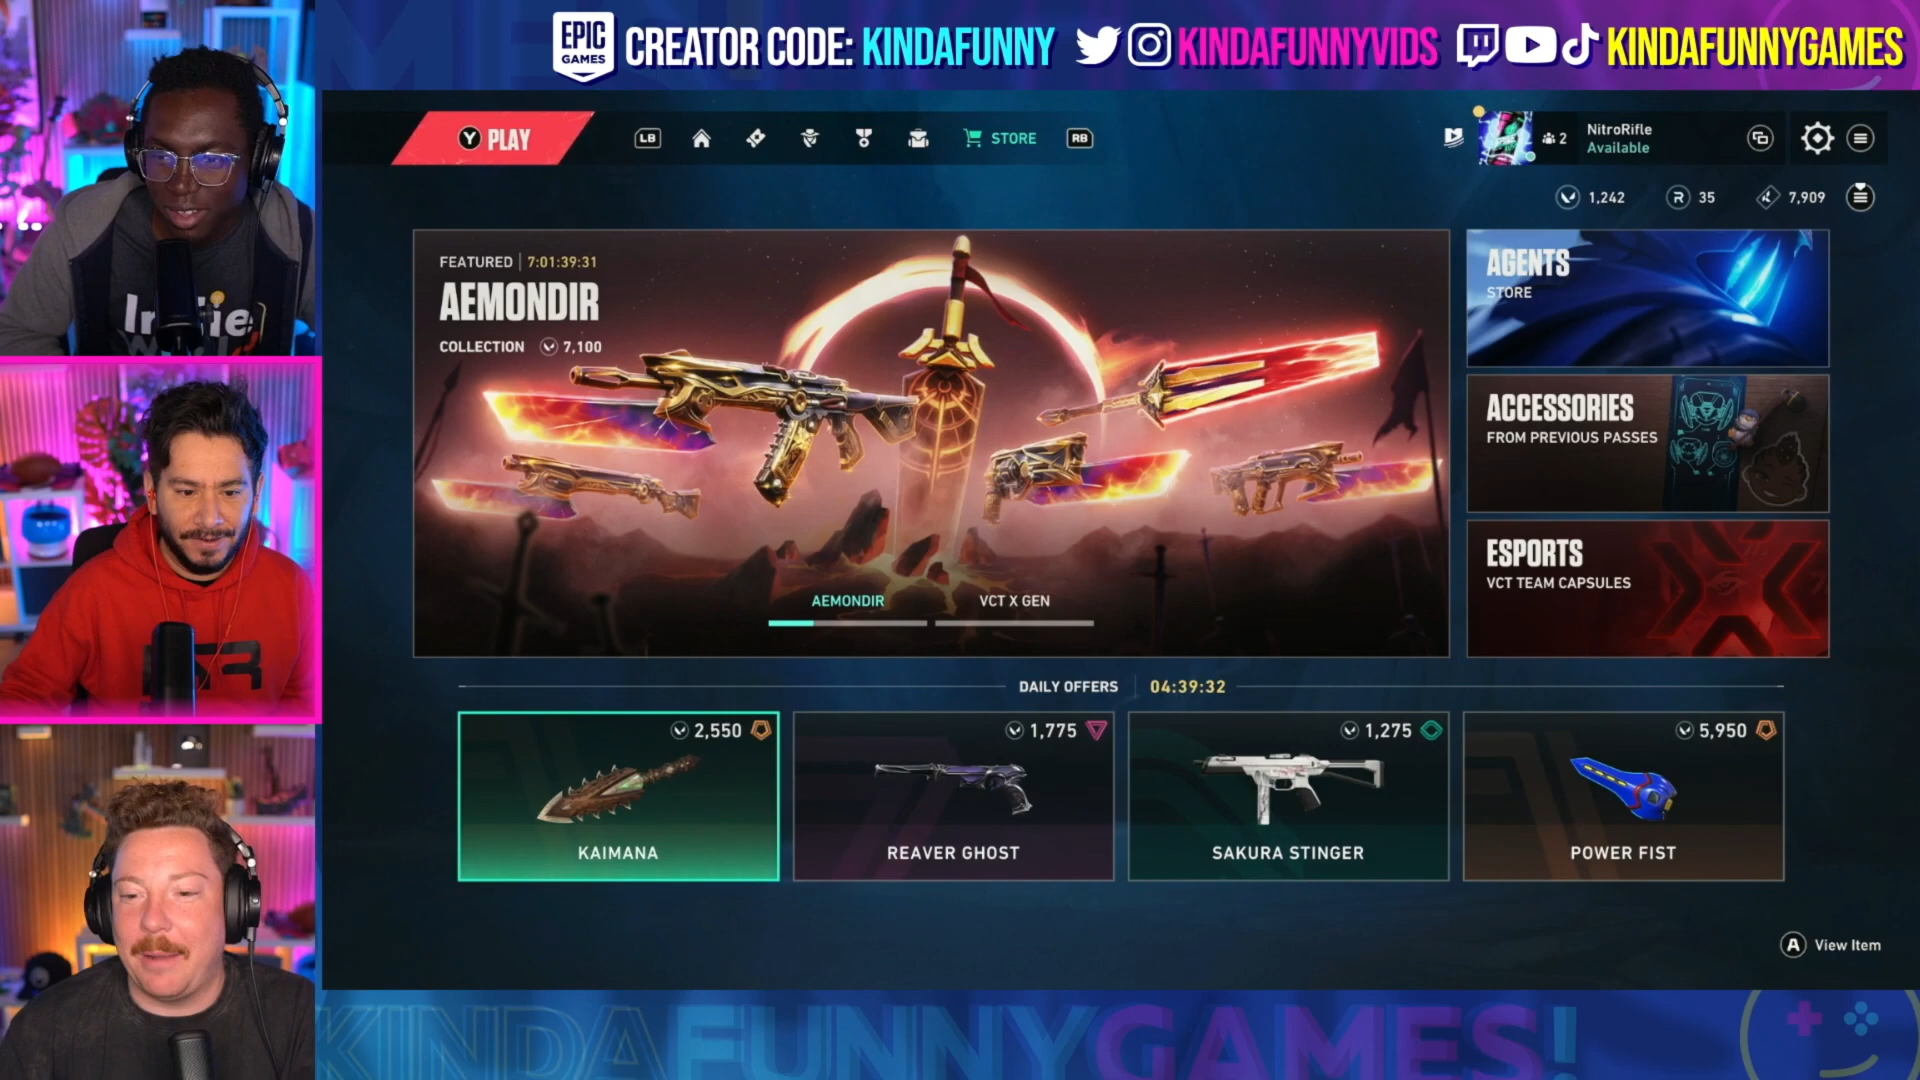 EPIC GAMES CREATOR CODE: KINDAFUNNY KINDAFUNNYVIDS KINDAFUNNYGAMES
Y PLAY LB STORE RB
2 NitroRifle
Available
1,242 R 35 7,909
FEATURED 7:01:39:31
AEMONDIR
COLLECTION 7,100
AEMONDIR VCT X GEN
AGENTS
STORE
ACCESSORIES
FROM PREVIOUS PASSES
ESPORTS
VCT TEAM CAPSULES
DAILY OFFERS 04:39:32
2,550
KAIMANA
1,775
REAVER GHOST
1,275
SAKURA STINGER
5,950
POWER FIST
A View Item
KINDAFUNNYGAMES!